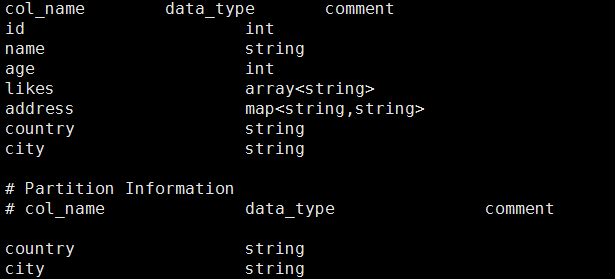 col_name data_type comment
id int
name string
age int
likes array<string>
address map<string,string>
country string
city string
# Partition Information
# col_name data_type comment
country string
city string